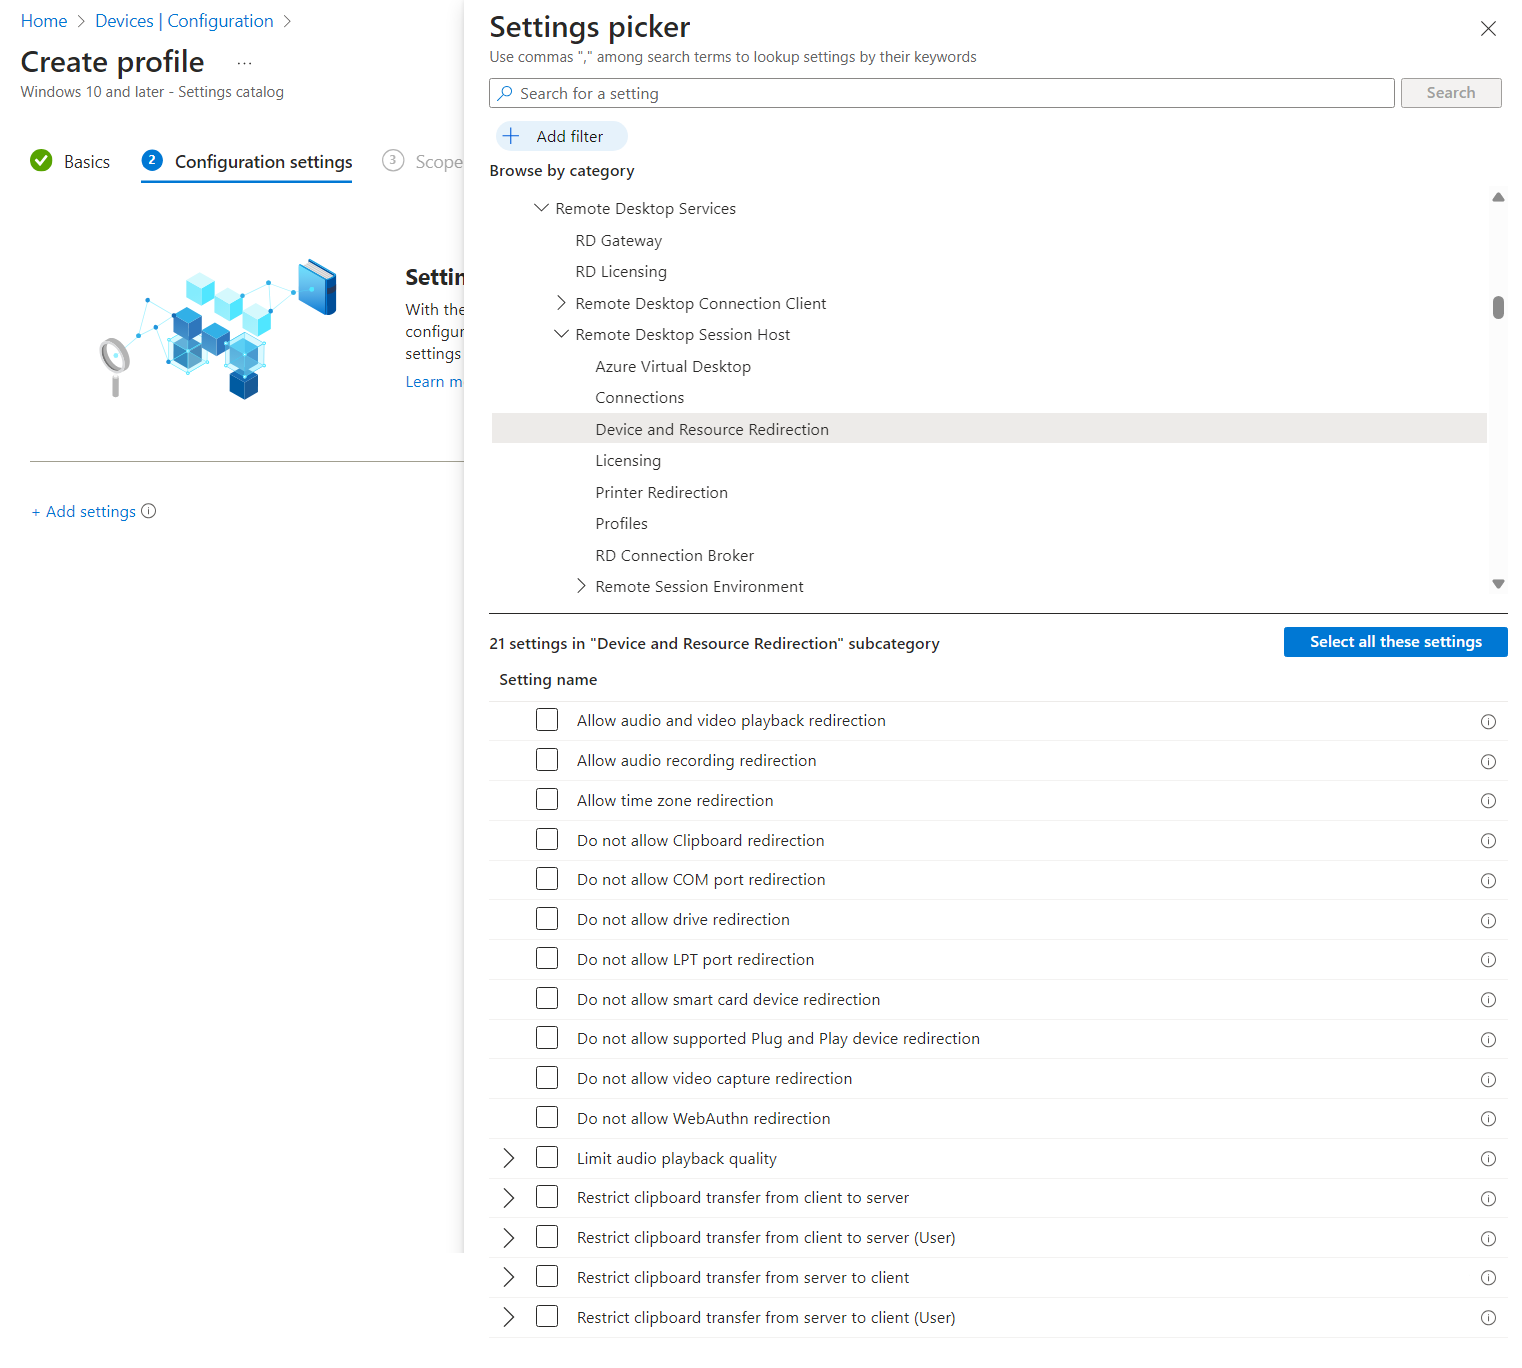 Home > Devices | Configuration >
Create profile ...
Windows 10 and later - Settings catalog
Basics
2 Configuration settings
3 Scope
Settin
With the
configur
settings
Learn m
+ Add settings
Settings picker
Use commas "," among search terms to lookup settings by their keywords
Search for a setting
Search
+ Add filter
Browse by category
Remote Desktop Services
RD Gateway
RD Licensing
Remote Desktop Connection Client
Remote Desktop Session Host
Azure Virtual Desktop
Connections
Device and Resource Redirection
Licensing
Printer Redirection
Profiles
RD Connection Broker
Remote Session Environment
21 settings in "Device and Resource Redirection" subcategory
Select all these settings
Setting name
Allow audio and video playback redirection
Allow audio recording redirection
Allow time zone redirection
Do not allow Clipboard redirection
Do not allow COM port redirection
Do not allow drive redirection
Do not allow LPT port redirection
Do not allow smart card device redirection
Do not allow supported Plug and Play device redirection
Do not allow video capture redirection
Do not allow WebAuthn redirection
Limit audio playback quality
Restrict clipboard transfer from client to server
Restrict clipboard transfer from client to server (User)
Restrict clipboard transfer from server to client
Restrict clipboard transfer from server to client (User)